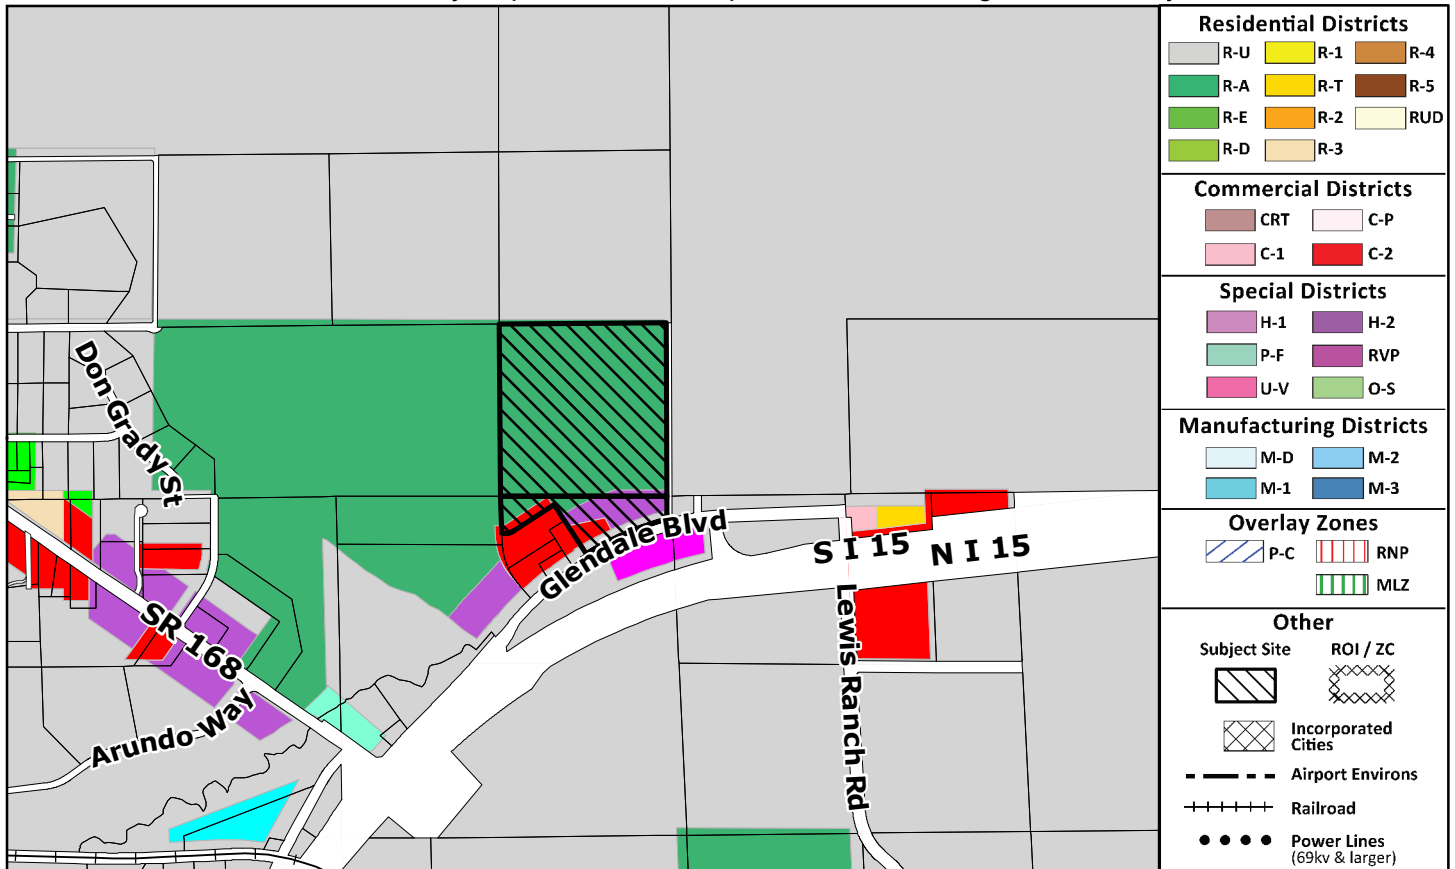 Don Grady St
SR 168
Arundo Way
Glendale Blvd
S I 15
N I 15
Lewis Ranch Rd
Residential Districts
R-U
R-1
R-4
R-A
R-T
R-5
R-E
R-2
RUD
R-D
R-3
Commercial Districts
CRT
C-P
C-1
C-2
Special Districts
H-1
H-2
P-F
RVP
U-V
O-S
Manufacturing Districts
M-D
M-2
M-1
M-3
Overlay Zones
P-C
RNP
MLZ
Other
Subject Site
ROI / ZC
Incorporated
Cities
Airport Environs
Railroad
Power Lines
(69kv & larger)